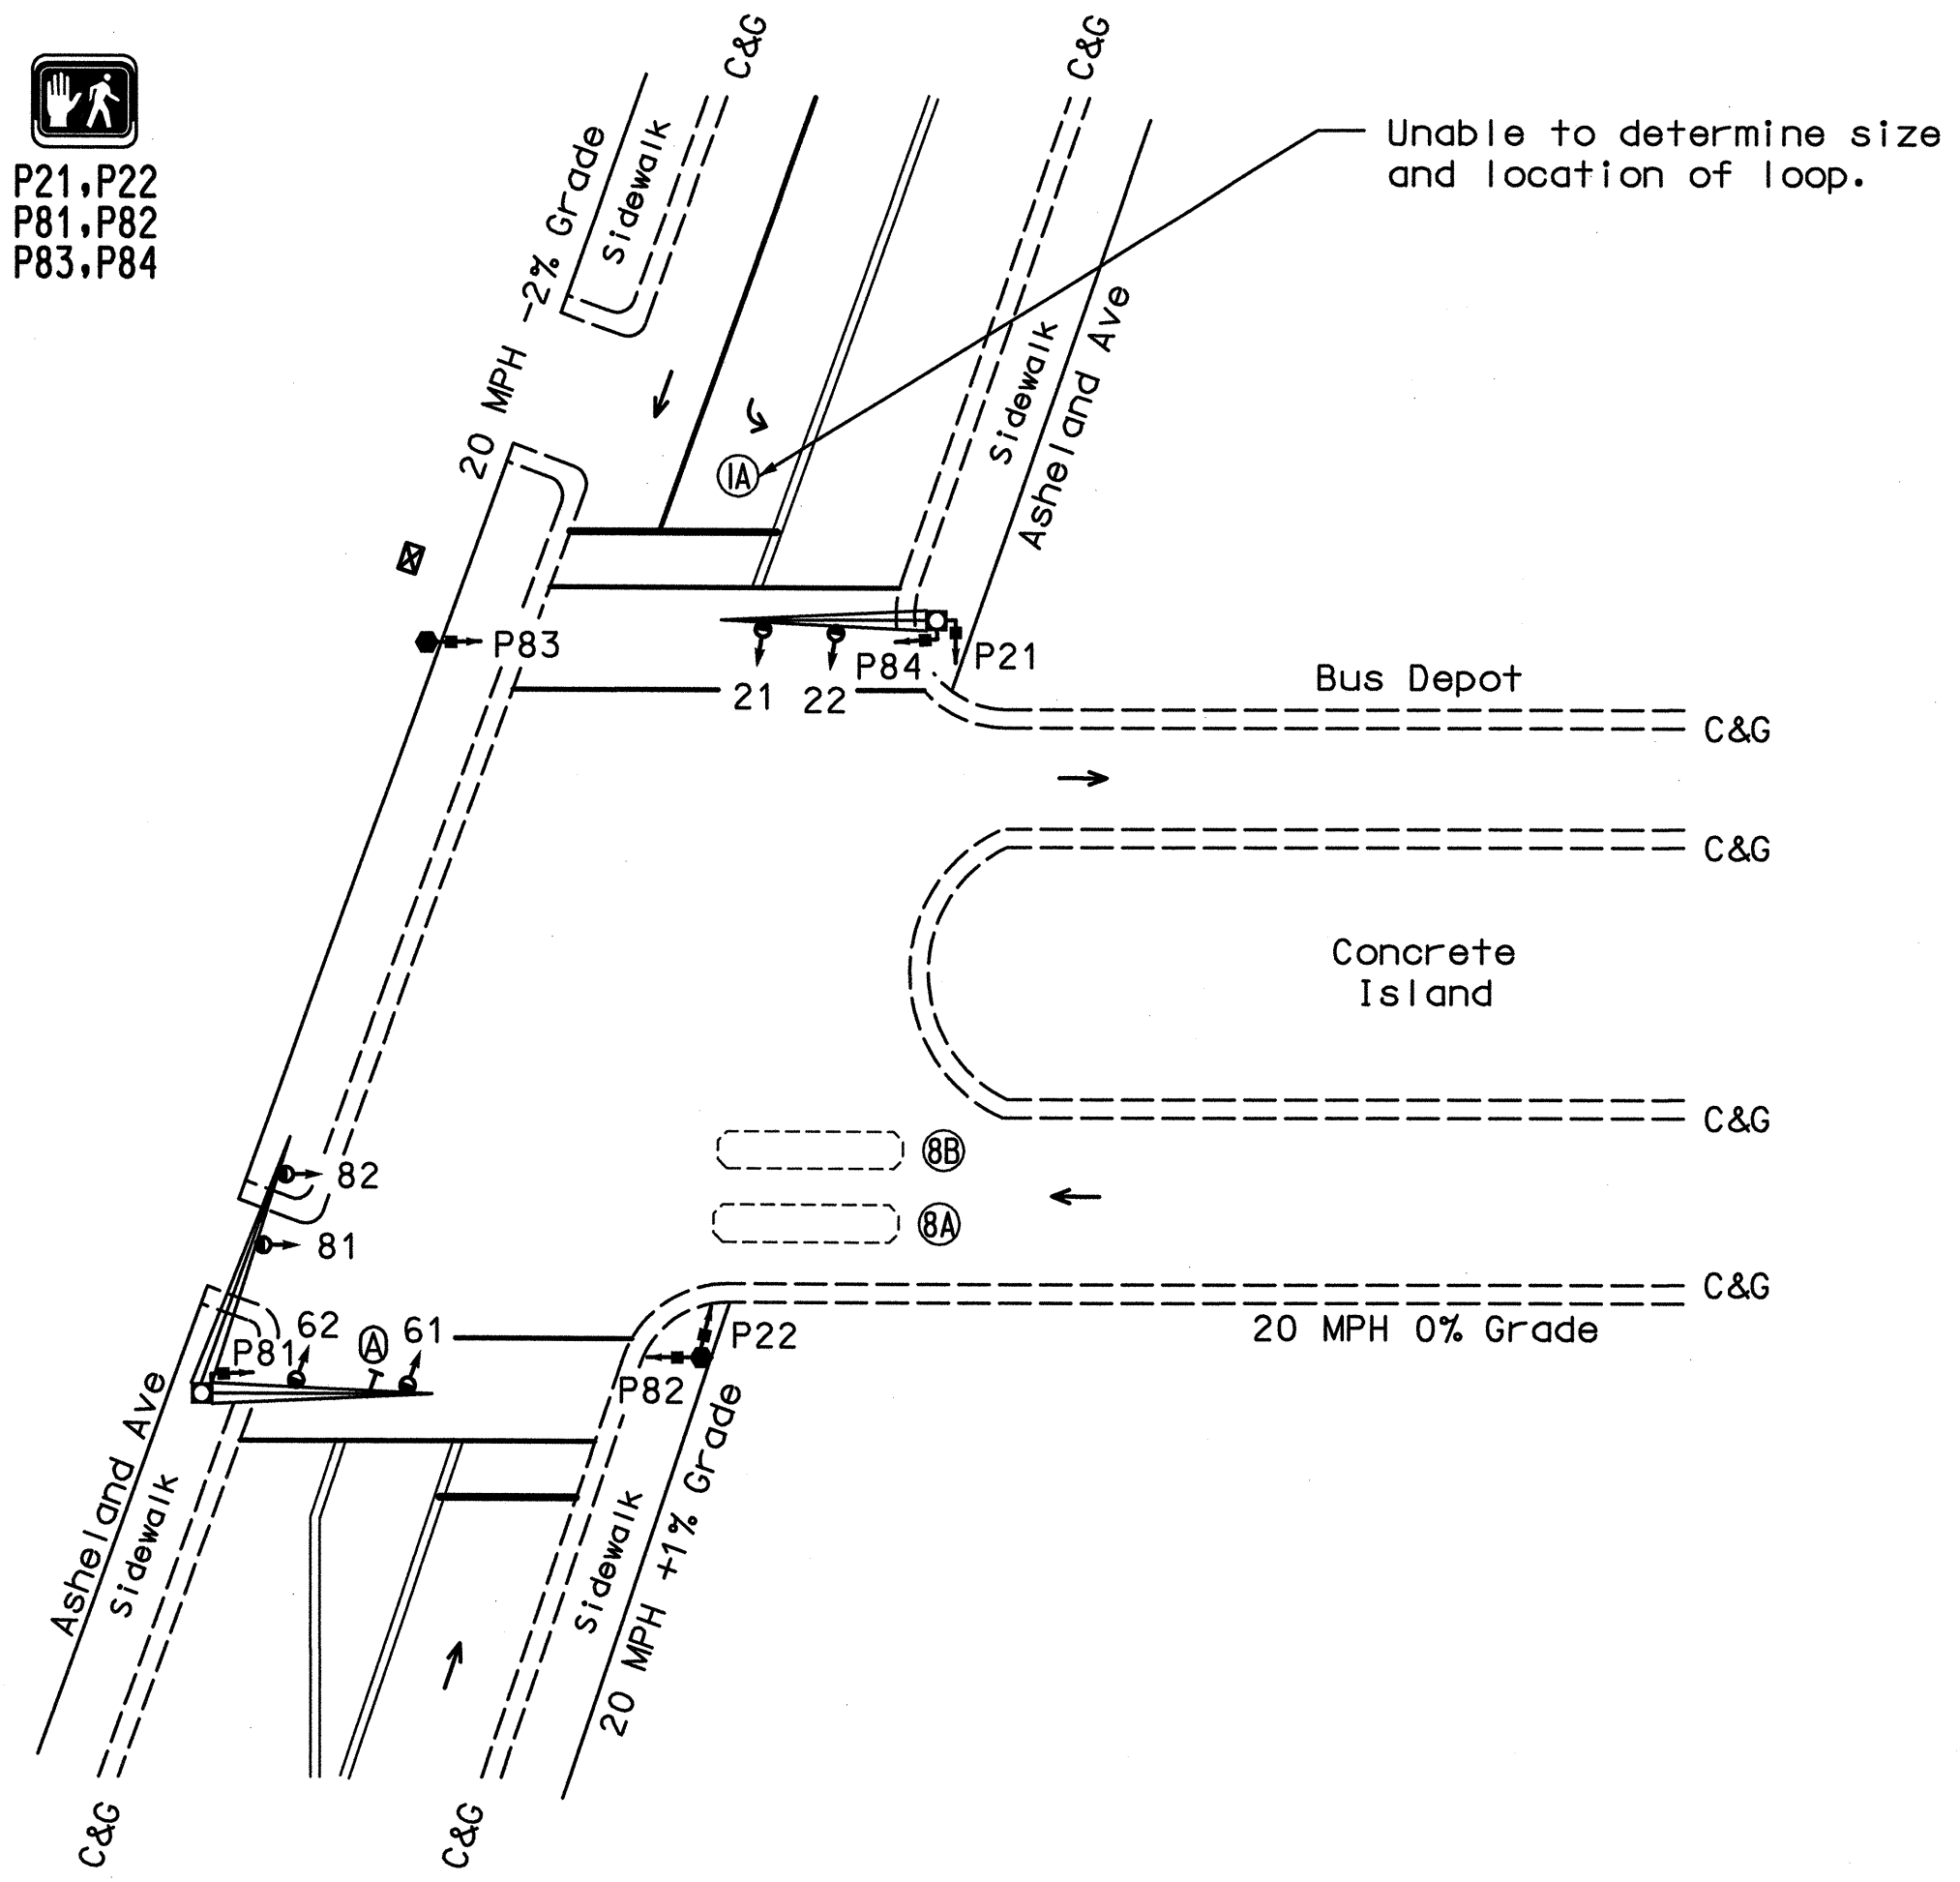 P21,P22
P81,P82
P83,P84
C&G
C&G
Unable to determine size
and location of loop.
20 MPH -2% Grade
Sidewalk
Sidewalk
Asheland Ave
1A
P83
P84
P21
21
22
Bus Depot
C&G
C&G
Concrete
Island
C&G
8B
8A
82
81
C&G
20 MPH 0% Grade
P81
62
A
61
P22
P82
Asheland Ave
Sidewalk
Sidewalk
20 MPH +1% Grade
C&G
C&G